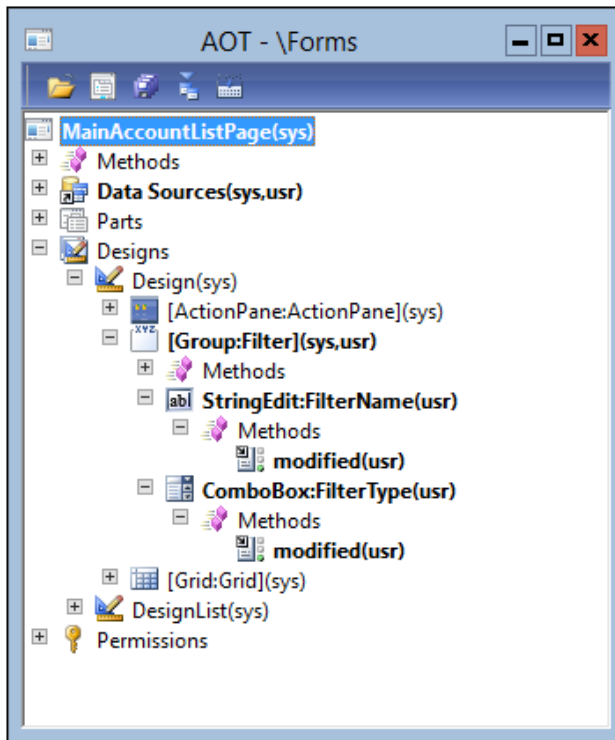 AOT - \Forms
MainAccountListPage(sys)
Methods
Data Sources(sys,usr)
Parts
Designs
Design(sys)
[ActionPane:ActionPane](sys)
XYZ
[Group:Filter](sys,usr)
Methods
abl
StringEdit:FilterName(usr)
Methods
modified(usr)
ComboBox:FilterType(usr)
Methods
modified(usr)
[Grid:Grid](sys)
DesignList(sys)
Permissions